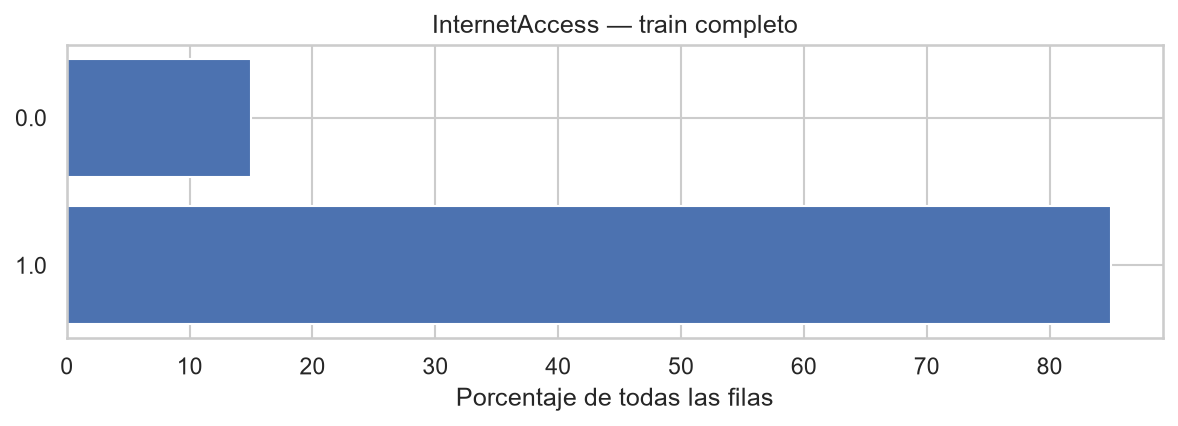 InternetAccess — train completo
0.0
1.0
0 10 20 30 40 50 60 70 80
Porcentaje de todas las filas